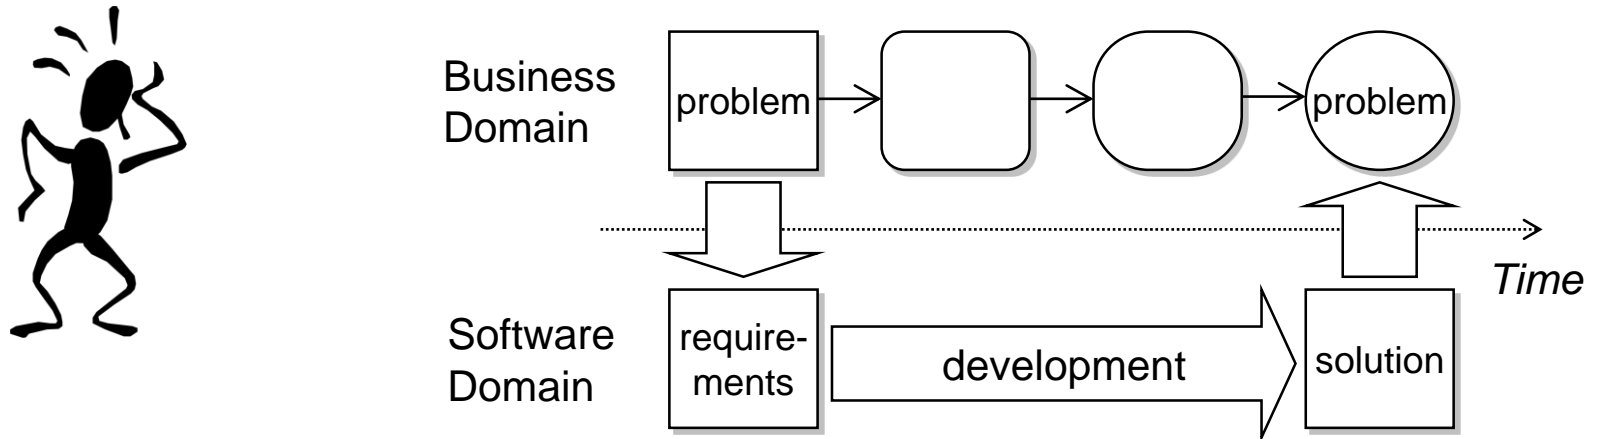 Business
Domain
problem
problem
Time
Software
Domain
require-
ments
development
solution